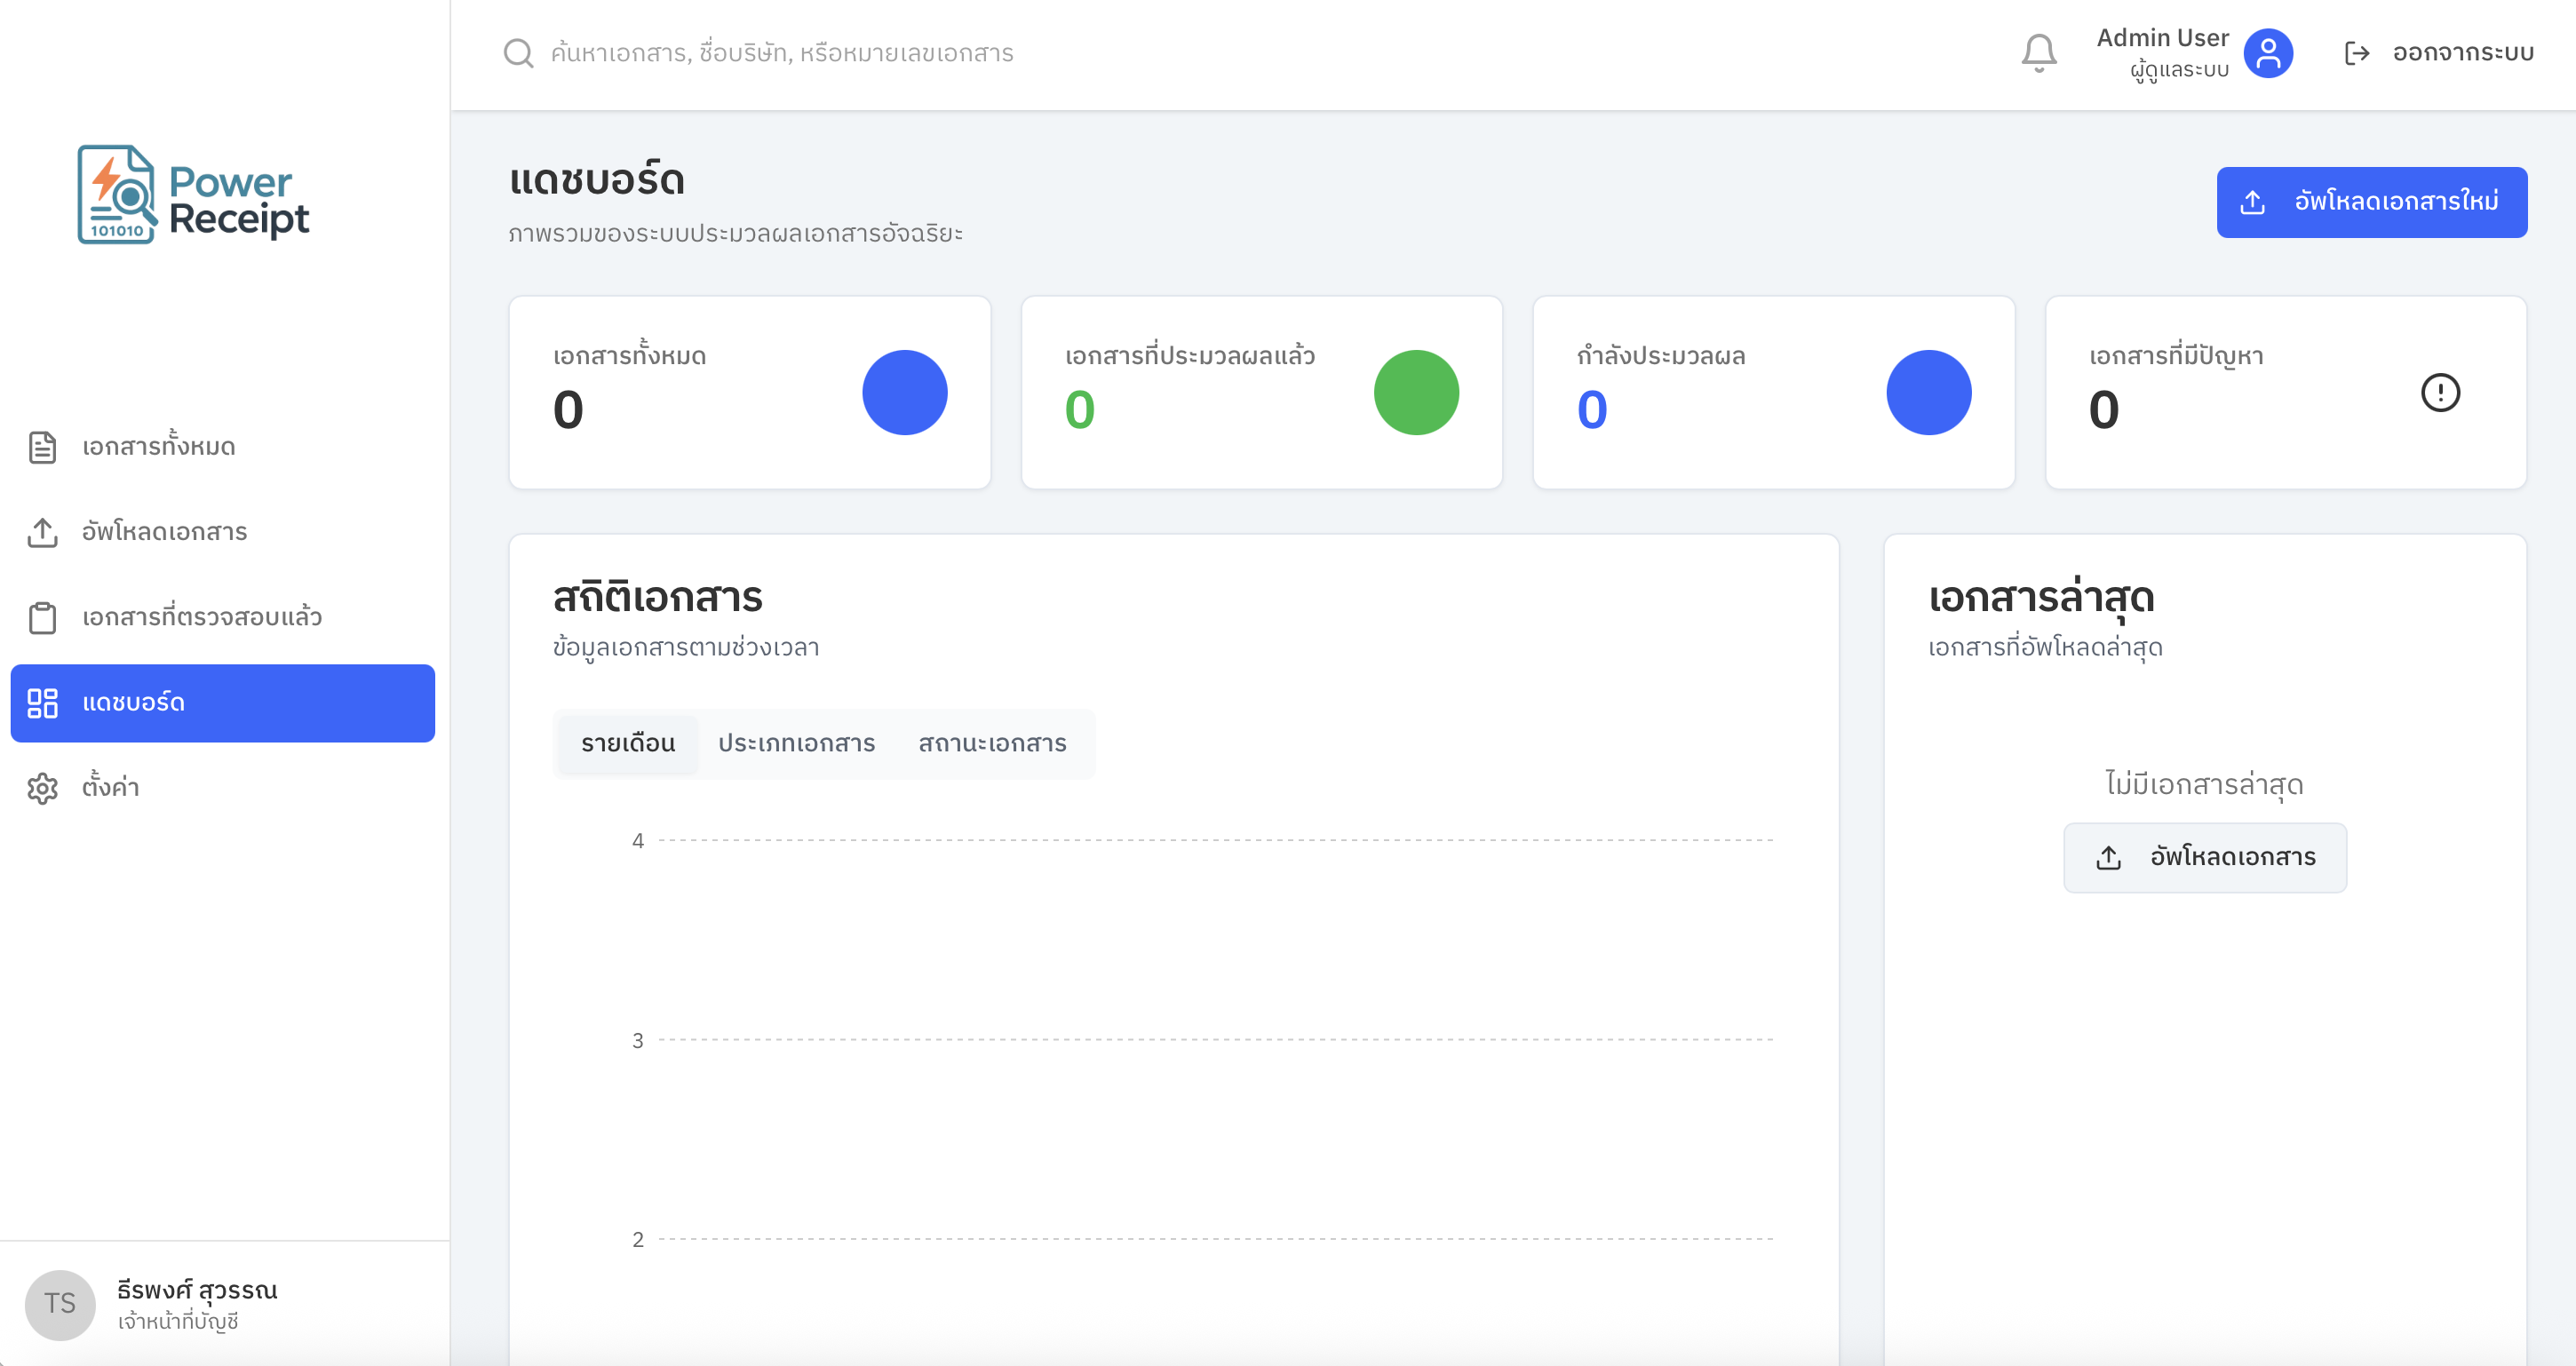 ค้นหาเอกสาร, ชื่อบริษัท, หรือหมายเลขเอกสาร
Admin User
ผู้ดูแลระบบ
ออกจากระบบ
Power
Receipt
101010
เอกสารทั้งหมด
อัพโหลดเอกสาร
เอกสารที่ตรวจสอบแล้ว
แดชบอร์ด
ตั้งค่า
TS
ธีรพงศ์ สุวรรณ
เจ้าหน้าที่บัญชี
แดชบอร์ด
ภาพรวมของระบบประมวลผลเอกสารอัจฉริยะ
อัพโหลดเอกสารใหม่
เอกสารทั้งหมด
0
เอกสารที่ประมวลผลแล้ว
0
กำลังประมวลผล
0
เอกสารที่มีปัญหา
0
สถิติเอกสาร
ข้อมูลเอกสารตามช่วงเวลา
รายเดือน ประเภทเอกสาร สถานะเอกสาร
4
3
2
เอกสารล่าสุด
เอกสารที่อัพโหลดล่าสุด
ไม่มีเอกสารล่าสุด
อัพโหลดเอกสาร